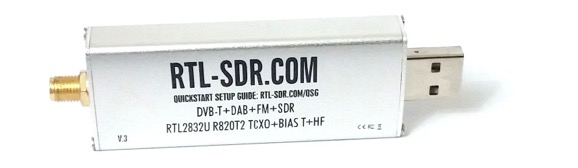 RTL-SDR.COM
QUICKSTART SETUP GUIDE: RTL-SDR.COM/QSG
DVB-T+DAB+FM+SDR
RTL2832U R820T2 TCXO+BIAS T+HF
V.3